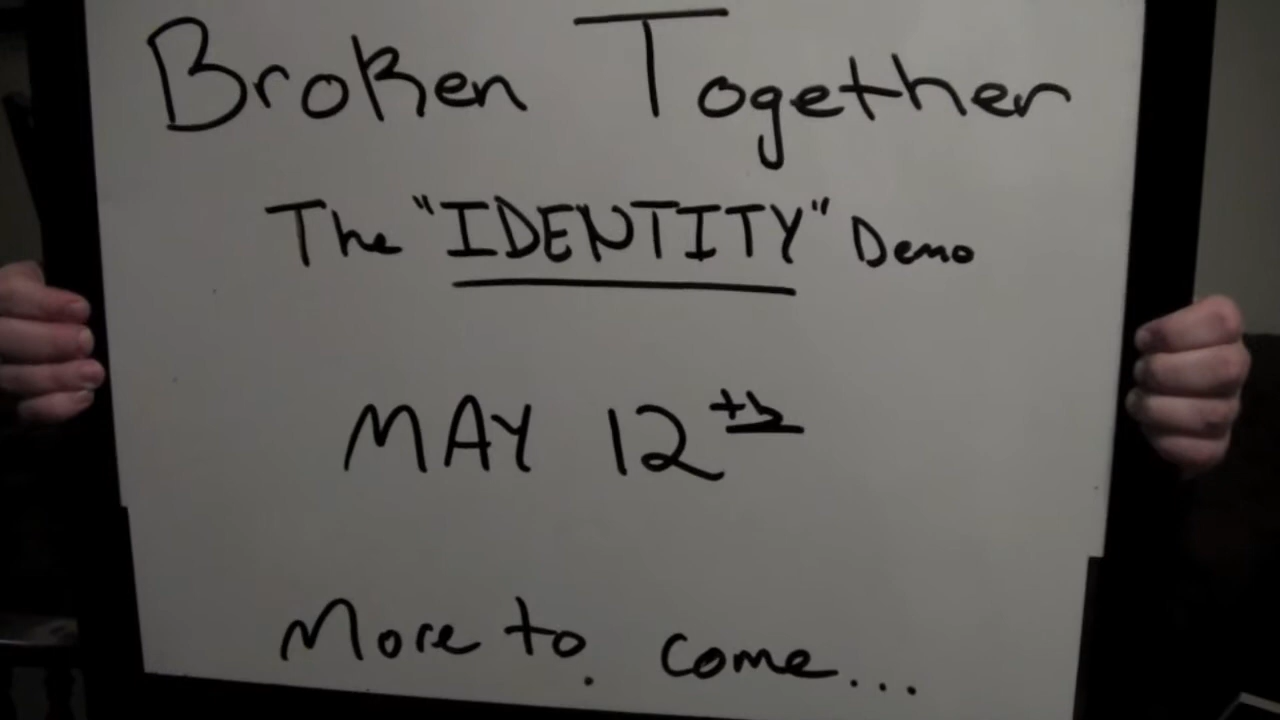 Broken Together
The "IDENTITY" Demo
MAY 12th
More to come...